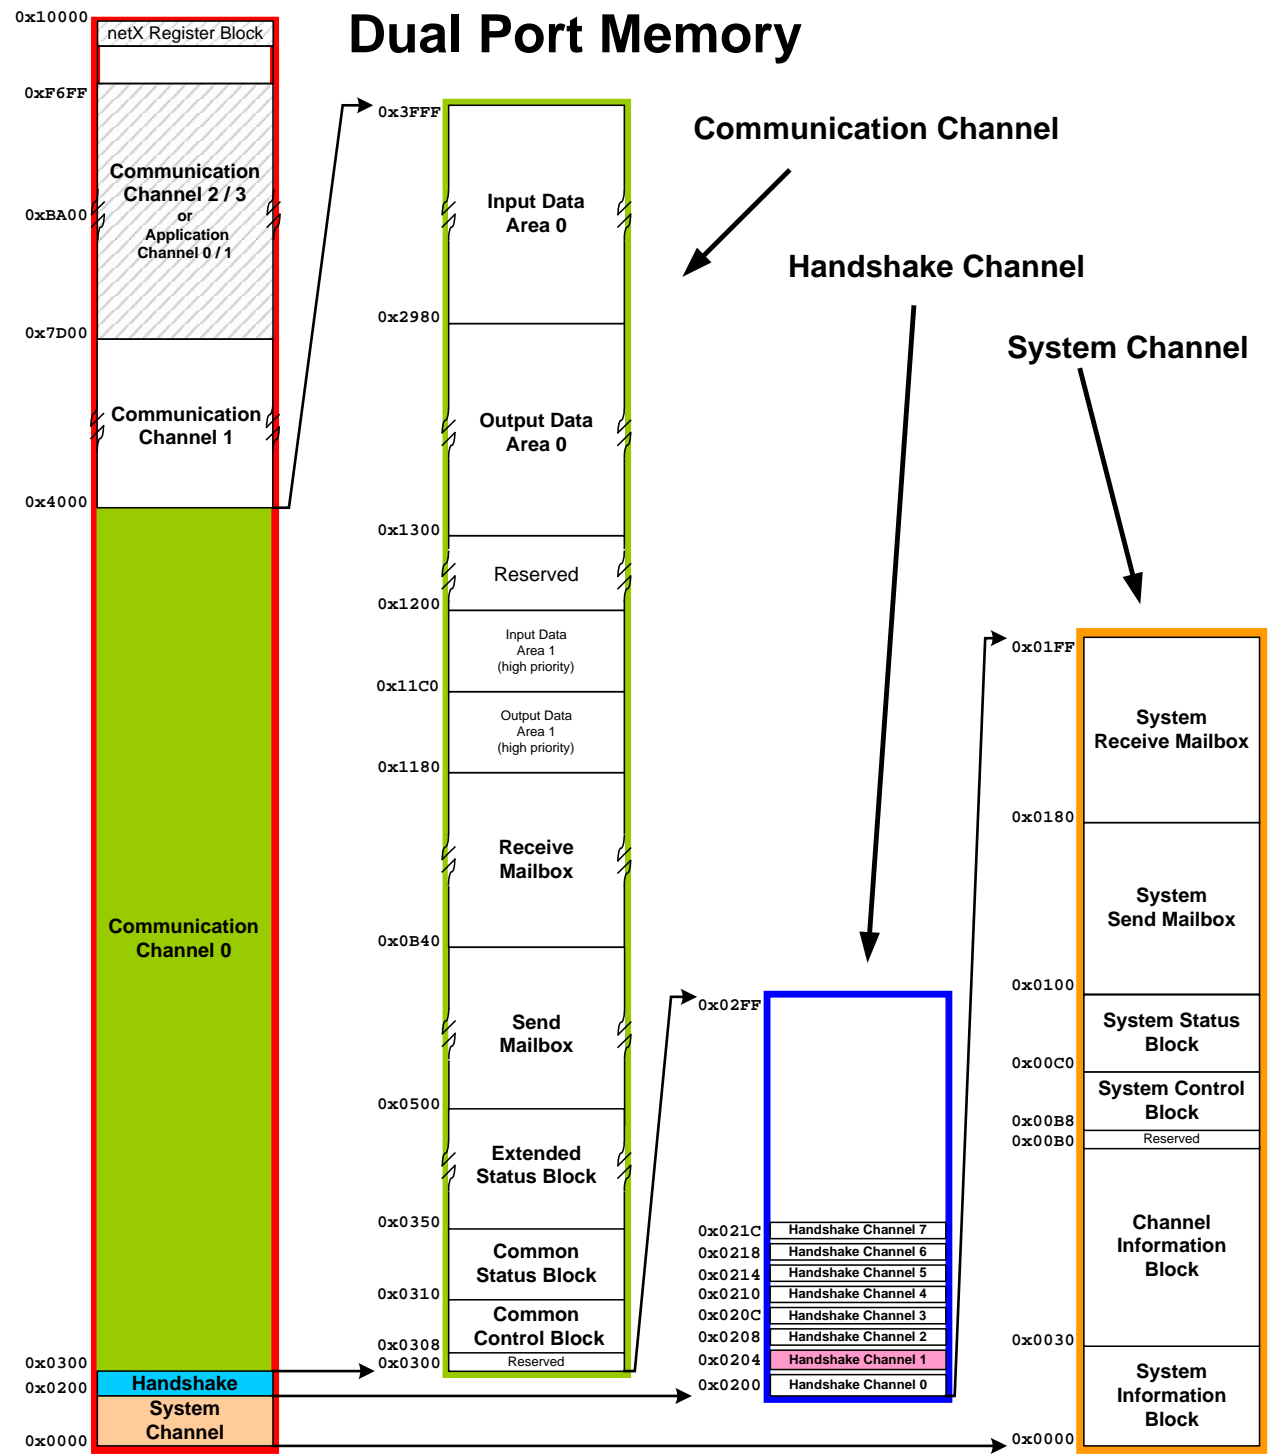 Dual Port Memory
0x10000
netX Register Block
0xF6FF
Communication
Channel 2 / 3
or
Application
Channel 0 / 1
0xBA00
0x7D00
Communication
Channel 1
0x4000
Communication
Channel 0
0x0300
Handshake
0x0200
System
Channel
0x0000
Communication Channel
0x3FFF
Input Data
Area 0
0x2980
Output Data
Area 0
0x1300
Reserved
0x1200
Input Data
Area 1
(high priority)
0x11C0
Output Data
Area 1
(high priority)
0x1180
Receive
Mailbox
0x0B40
Send
Mailbox
0x0500
Extended
Status Block
0x0350
Common
Status Block
0x0310
Common
Control Block
0x0308
Reserved
0x0300
Handshake Channel
0x02FF
0x021C
Handshake Channel 7
0x0218
Handshake Channel 6
0x0214
Handshake Channel 5
0x0210
Handshake Channel 4
0x020C
Handshake Channel 3
0x0208
Handshake Channel 2
0x0204
Handshake Channel 1
0x0200
Handshake Channel 0
System Channel
0x01FF
System
Receive Mailbox
0x0180
System
Send Mailbox
0x0100
System Status
Block
0x00C0
System Control
Block
0x00B8
Reserved
0x00B0
Channel
Information
Block
0x0030
System
Information
Block
0x0000